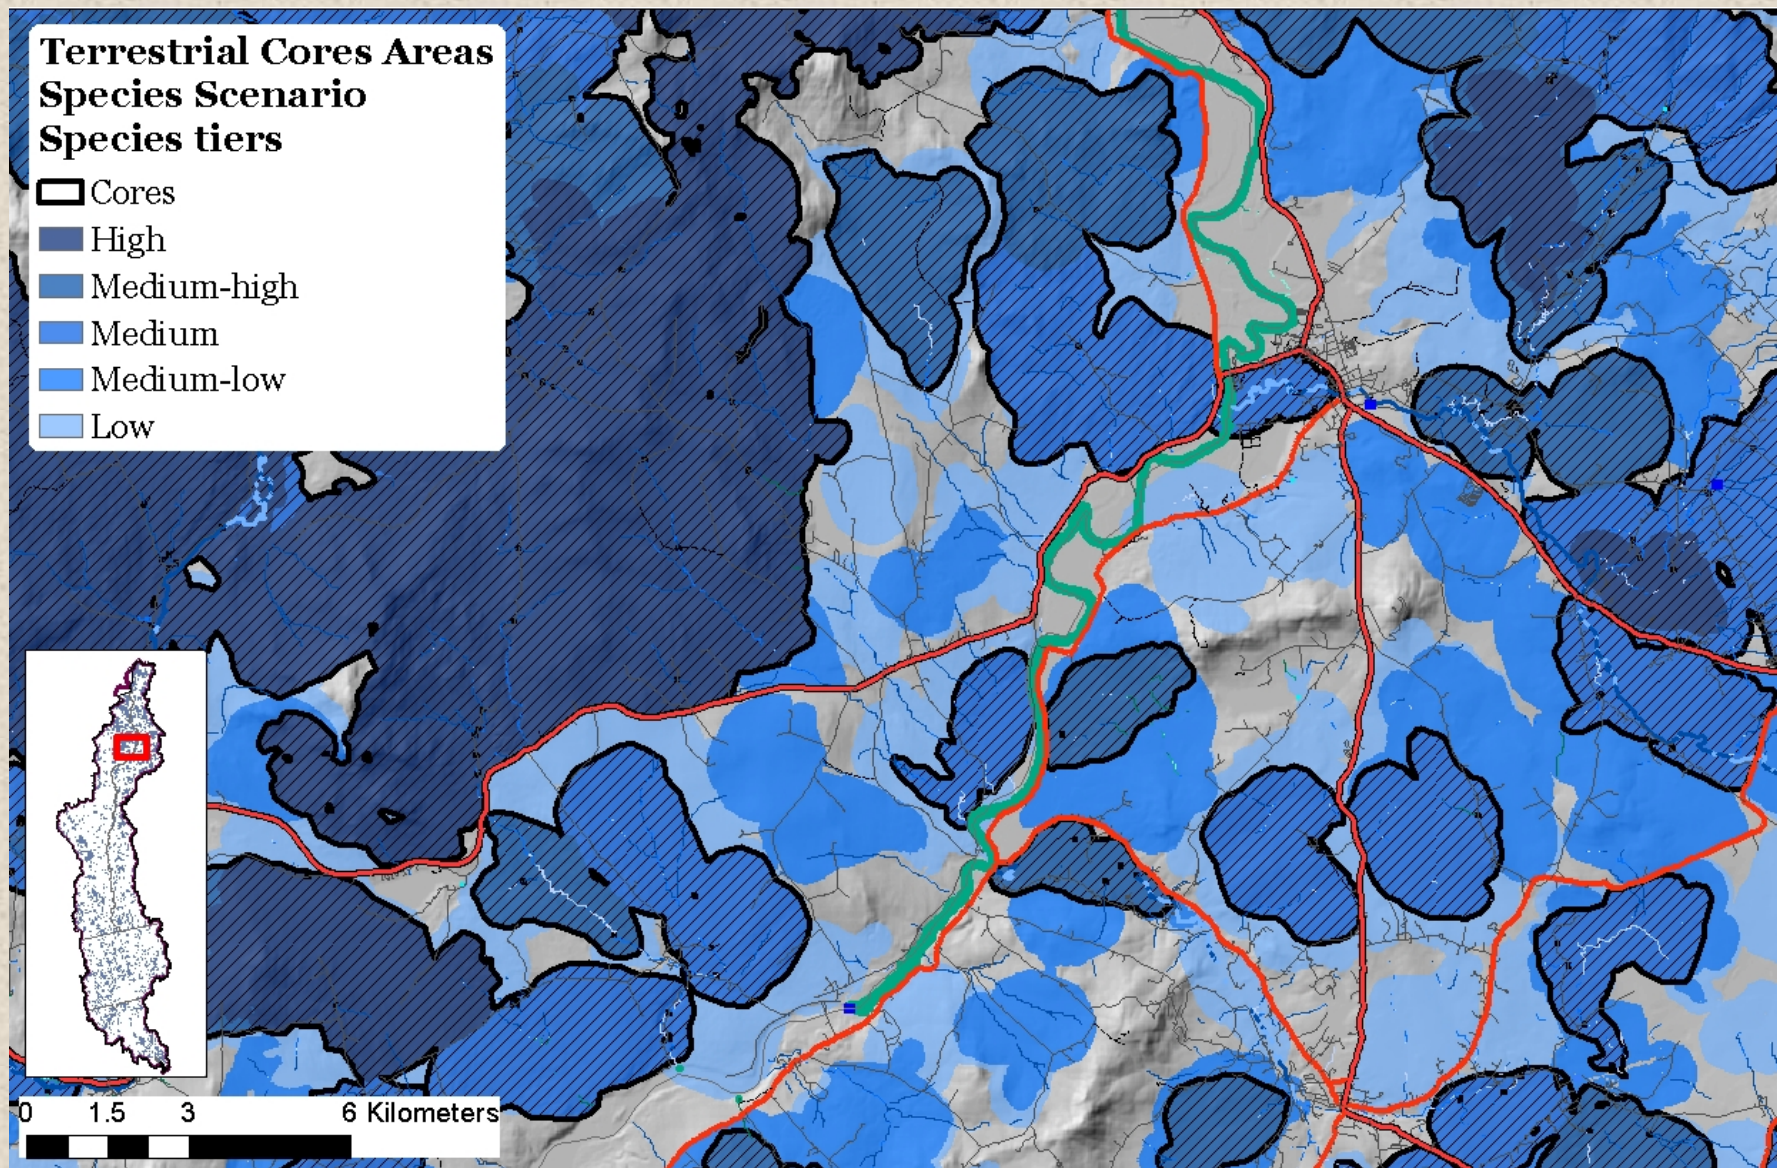 Terrestrial Cores Areas
Species Scenario
Species tiers
Cores
High
Medium-high
Medium
Medium-low
Low
0 1.5 3 6 Kilometers